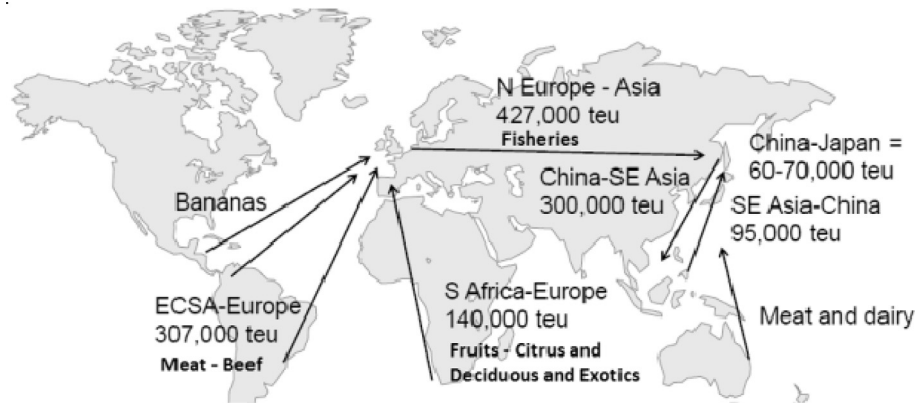 N Europe - Asia
427,000 teu
Fisheries
China-Japan =
60-70,000 teu
China-SE Asia
300,000 teu
Bananas
SE Asia-China
95,000 teu
ECSA-Europe
307,000 teu
Meat - Beef
S Africa-Europe
140,000 teu
Fruits - Citrus and
Deciduous and Exotics
Meat and dairy